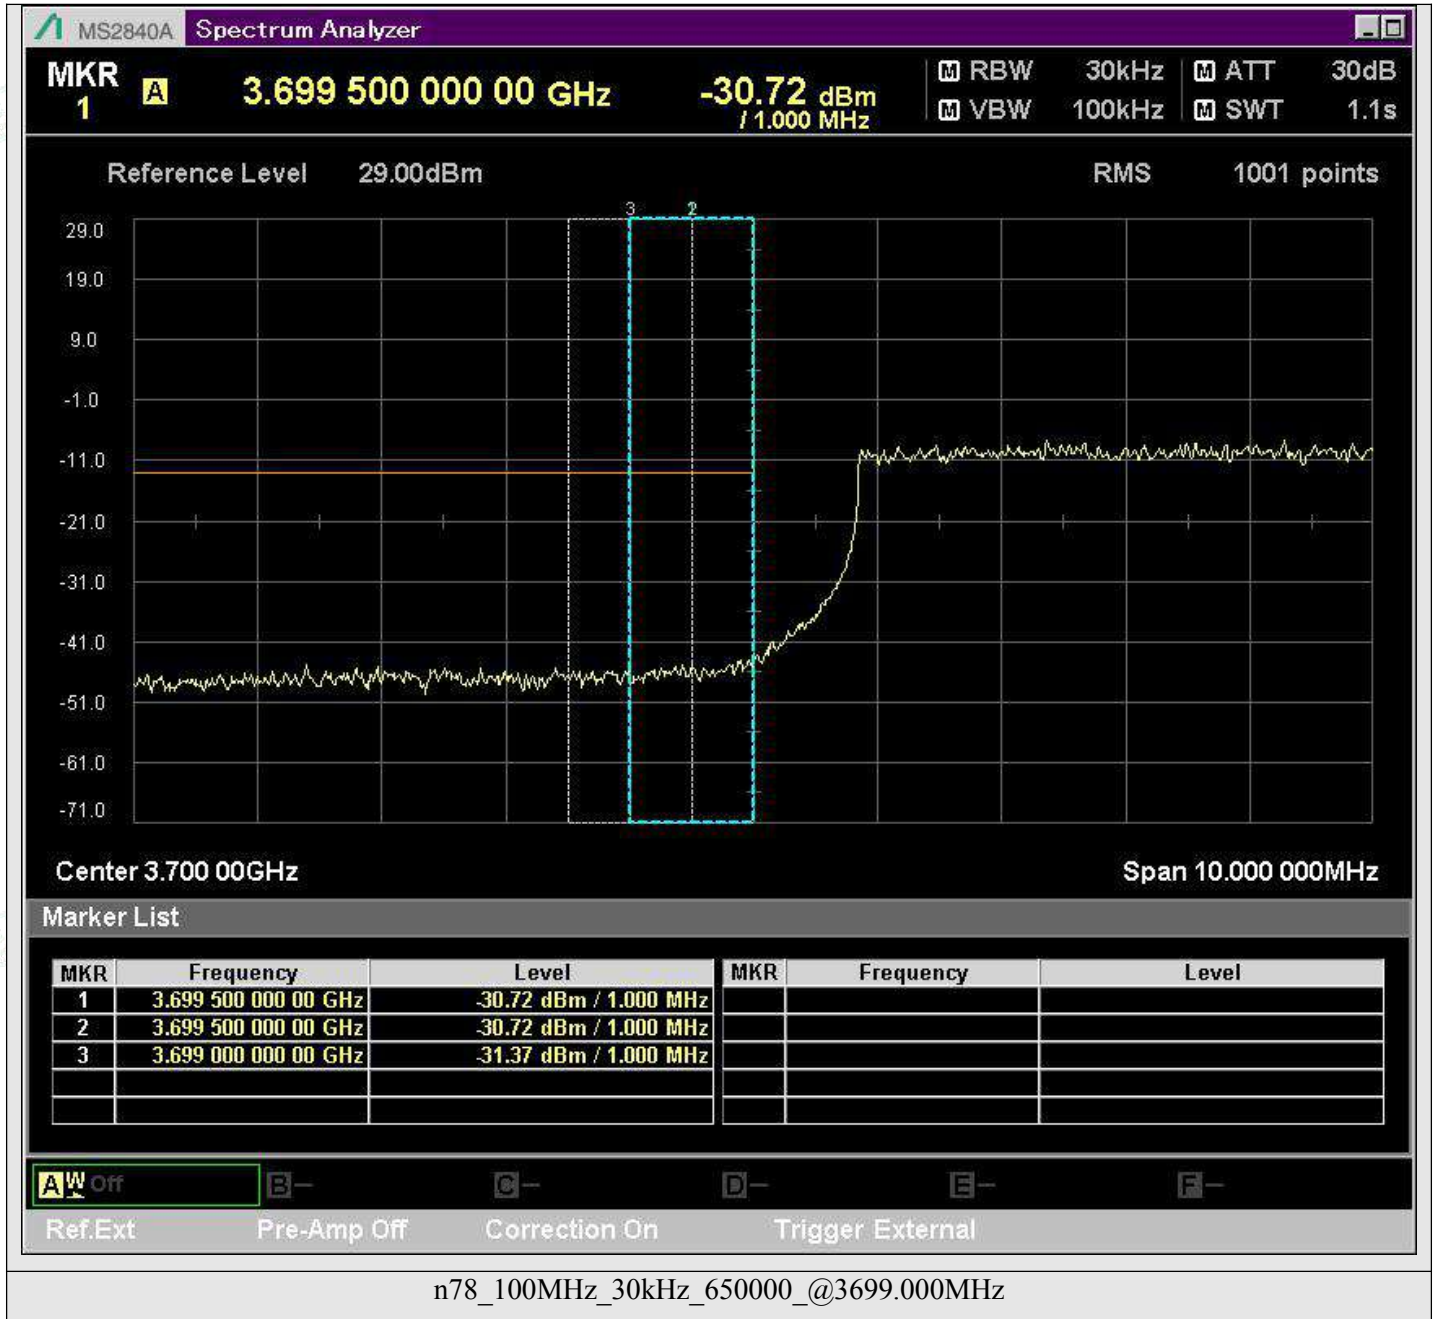 MS2840A Spectrum Analyzer
MKR 1 A 3.699 500 000 00 GHz -30.72 dBm / 1.000 MHz
M RBW 30kHz M ATT 30dB
M VBW 100kHz M SWT 1.1s
Reference Level 29.00dBm RMS 1001 points
3 2
29.0
19.0
9.0
-1.0
-11.0
-21.0
-31.0
-41.0
-51.0
-61.0
-71.0
Center 3.700 00GHz Span 10.000 000MHz
Marker List
MKR Frequency Level MKR Frequency Level
1 3.699 500 000 00 GHz -30.72 dBm / 1.000 MHz
2 3.699 500 000 00 GHz -30.72 dBm / 1.000 MHz
3 3.699 000 000 00 GHz -31.37 dBm / 1.000 MHz
A W Off B – C – D – E – F –
Ref.Ext Pre-Amp Off Correction On Trigger External
n78_100MHz_30kHz_650000_@3699.000MHz